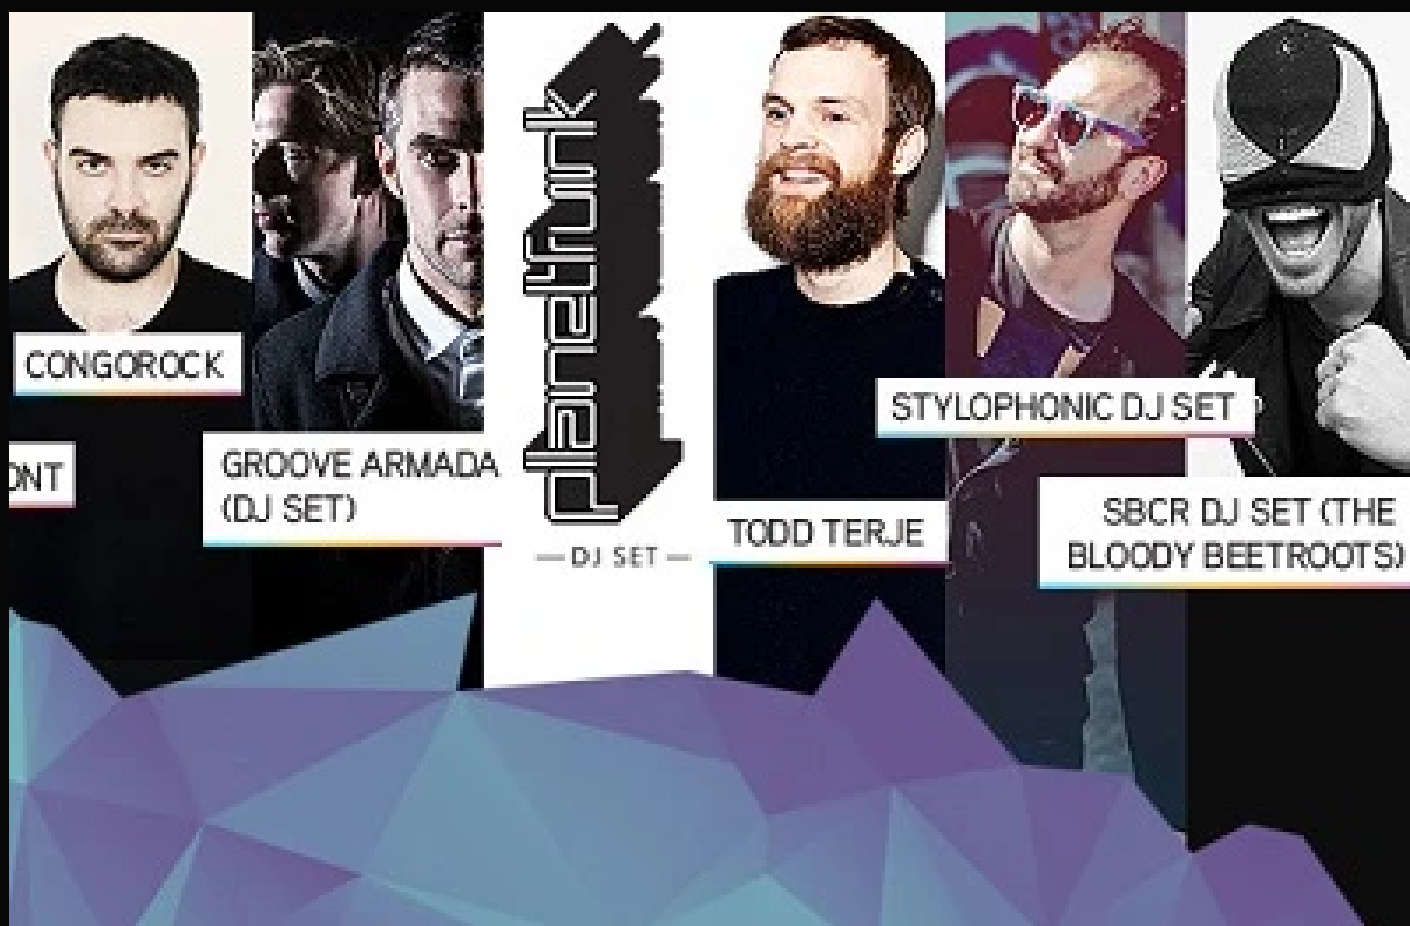 planetfunk
— DJ SET —
CONGOROCK
ONT
GROOVE ARMADA
(DJ SET)
TODD TERJE
STYLOPHONIC DJ SET
SBCR DJ SET (THE
BLOODY BEETROOTS)